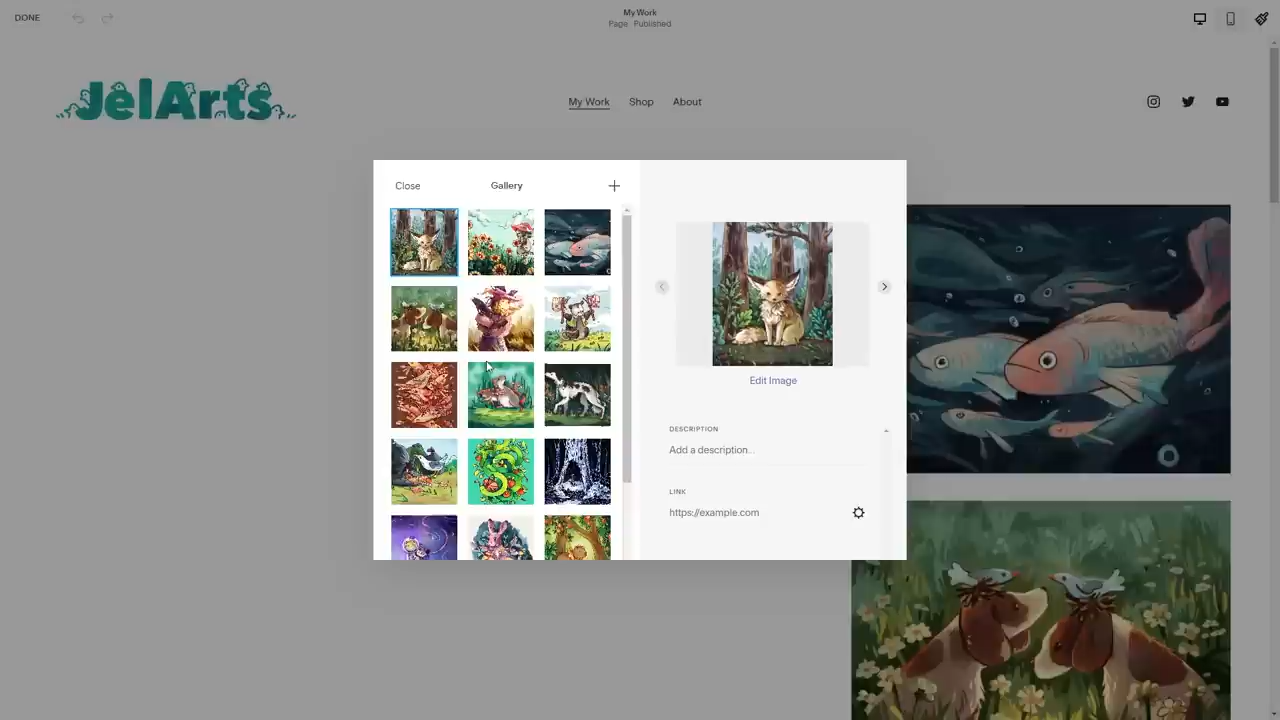 DONE
My Work
Page · Published
JelArts
My Work
Shop
About
Close
Gallery
Edit Image
DESCRIPTION
Add a description...
LINK
https://example.com